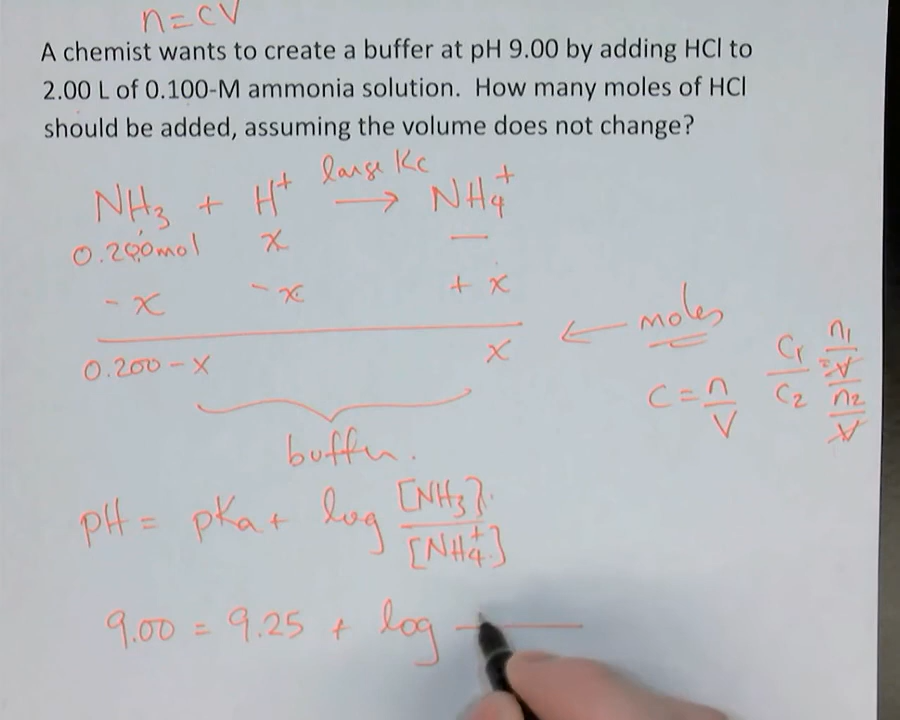 n = cV
A chemist wants to create a buffer at pH 9.00 by adding HCl to
2.00 L of 0.100-M ammonia solution. How many moles of HCl
should be added, assuming the volume does not change?
large Kc
NH₃ + H⁺ → NH₄⁺
0.200mol x —
- x - x + x
← moles
0.200 - x x
C = n/V
C₁/C₂ = n₁/V / n₂/V
buffer.
pH = pKa + log [NH₃]/[NH₄⁺]
9.00 = 9.25 + log